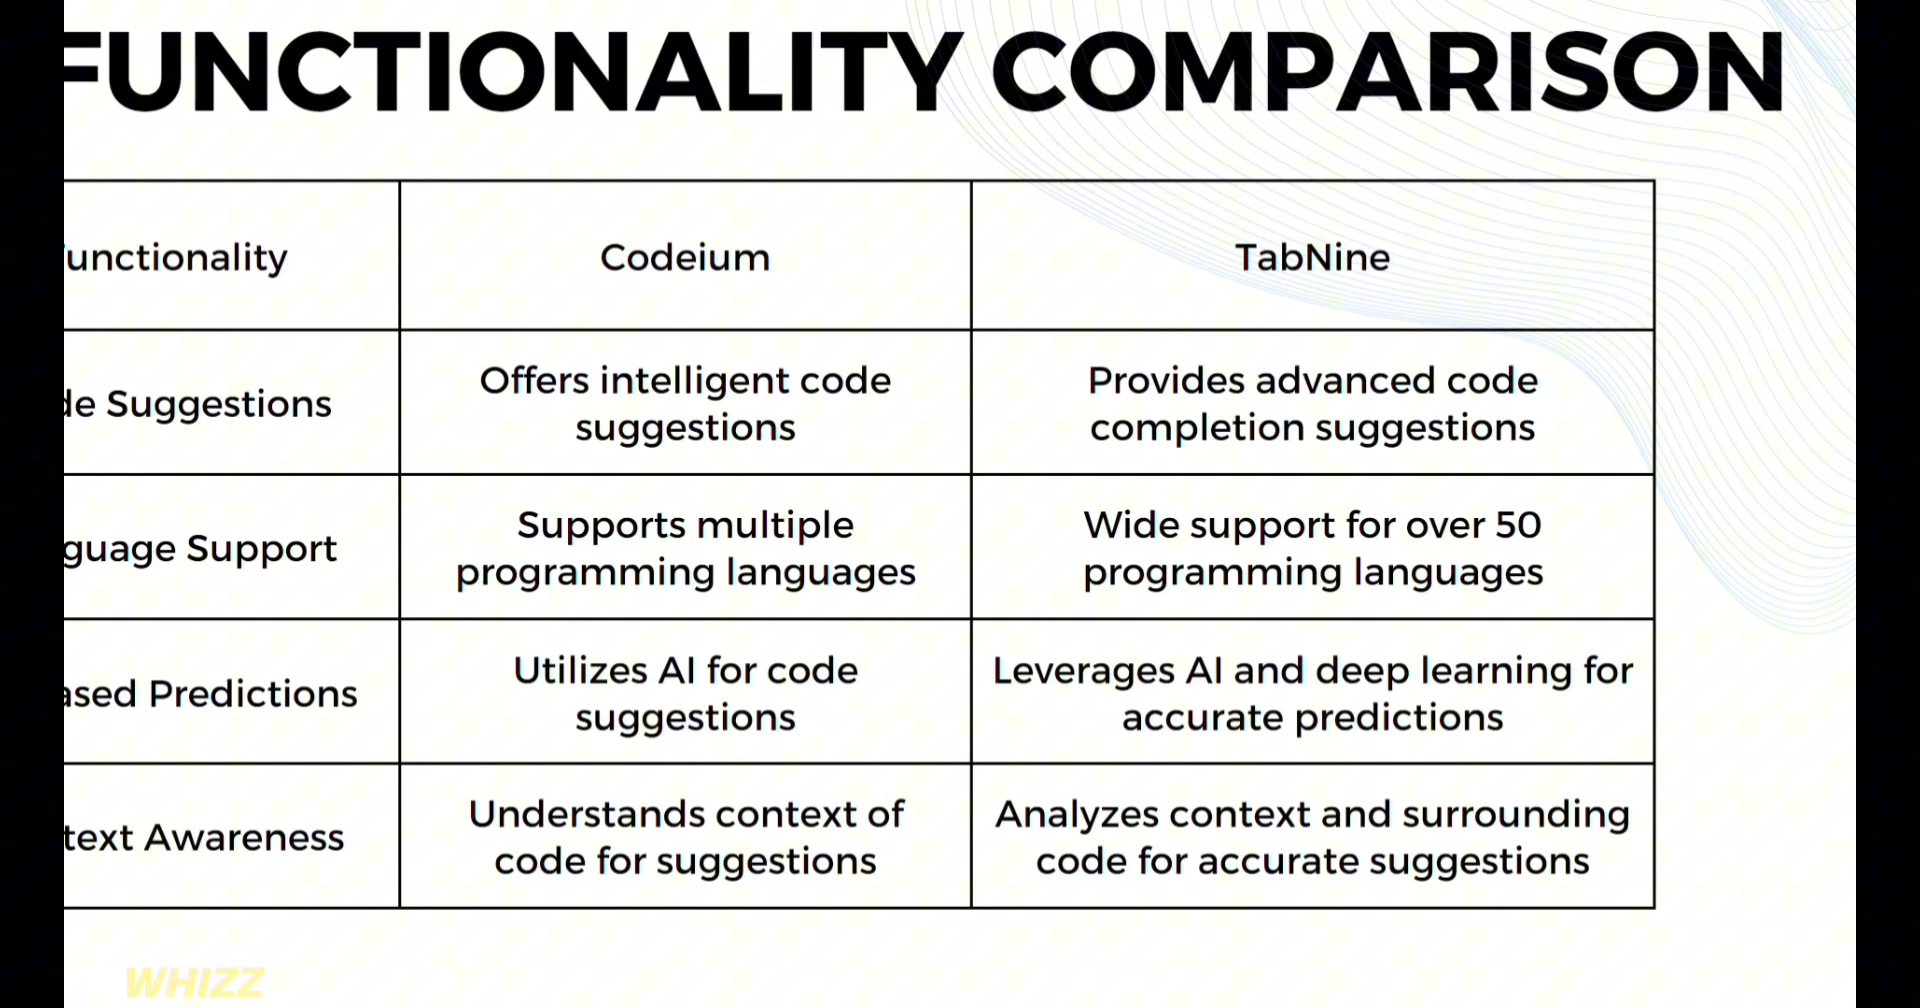 FUNCTIONALITY COMPARISON
unctionality
Codeium
TabNine
de Suggestions
Offers intelligent code
suggestions
Provides advanced code
completion suggestions
guage Support
Supports multiple
programming languages
Wide support for over 50
programming languages
ased Predictions
Utilizes AI for code
suggestions
Leverages AI and deep learning for
accurate predictions
text Awareness
Understands context of
code for suggestions
Analyzes context and surrounding
code for accurate suggestions
WHIZZ